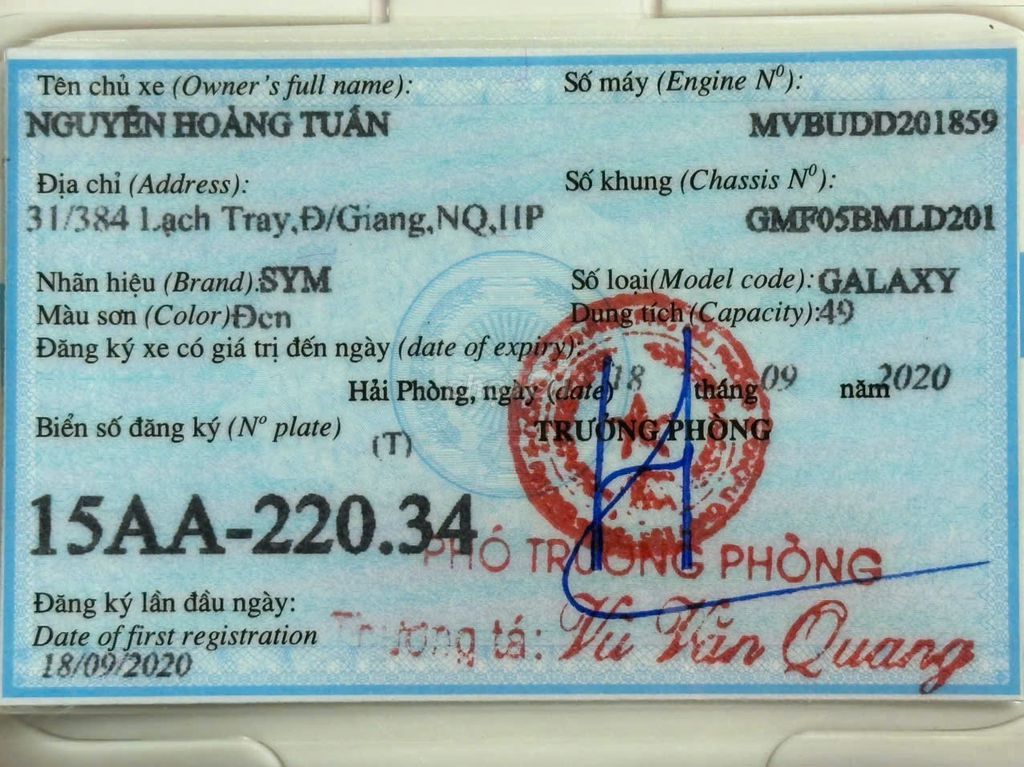 Tên chủ xe (Owner's full name):
NGUYỄN HOÀNG TUẤN
Số máy (Engine Nº):
MVBUDD201859
Địa chỉ (Address):
31/384 Lạch Tray,Đ/Giang,NQ,HP
Số khung (Chassis Nº):
GMF05BMLD201
Nhãn hiệu (Brand):SYM
Số loại(Model code):GALAXY
Màu sơn (Color)Đen
Dung tích (Capacity):49
Đăng ký xe có giá trị đến ngày (date of expiry):
Hải Phòng, ngày (date) 18 tháng 09 năm 2020
Biển số đăng ký (Nº plate)
(T)
TRƯỞNG PHÒNG
15AA-220.34
PHÓ TRƯỞNG PHÒNG
Đăng ký lần đầu ngày:
Date of first registration
18/09/2020
Trương tá: Vũ Văn Quang